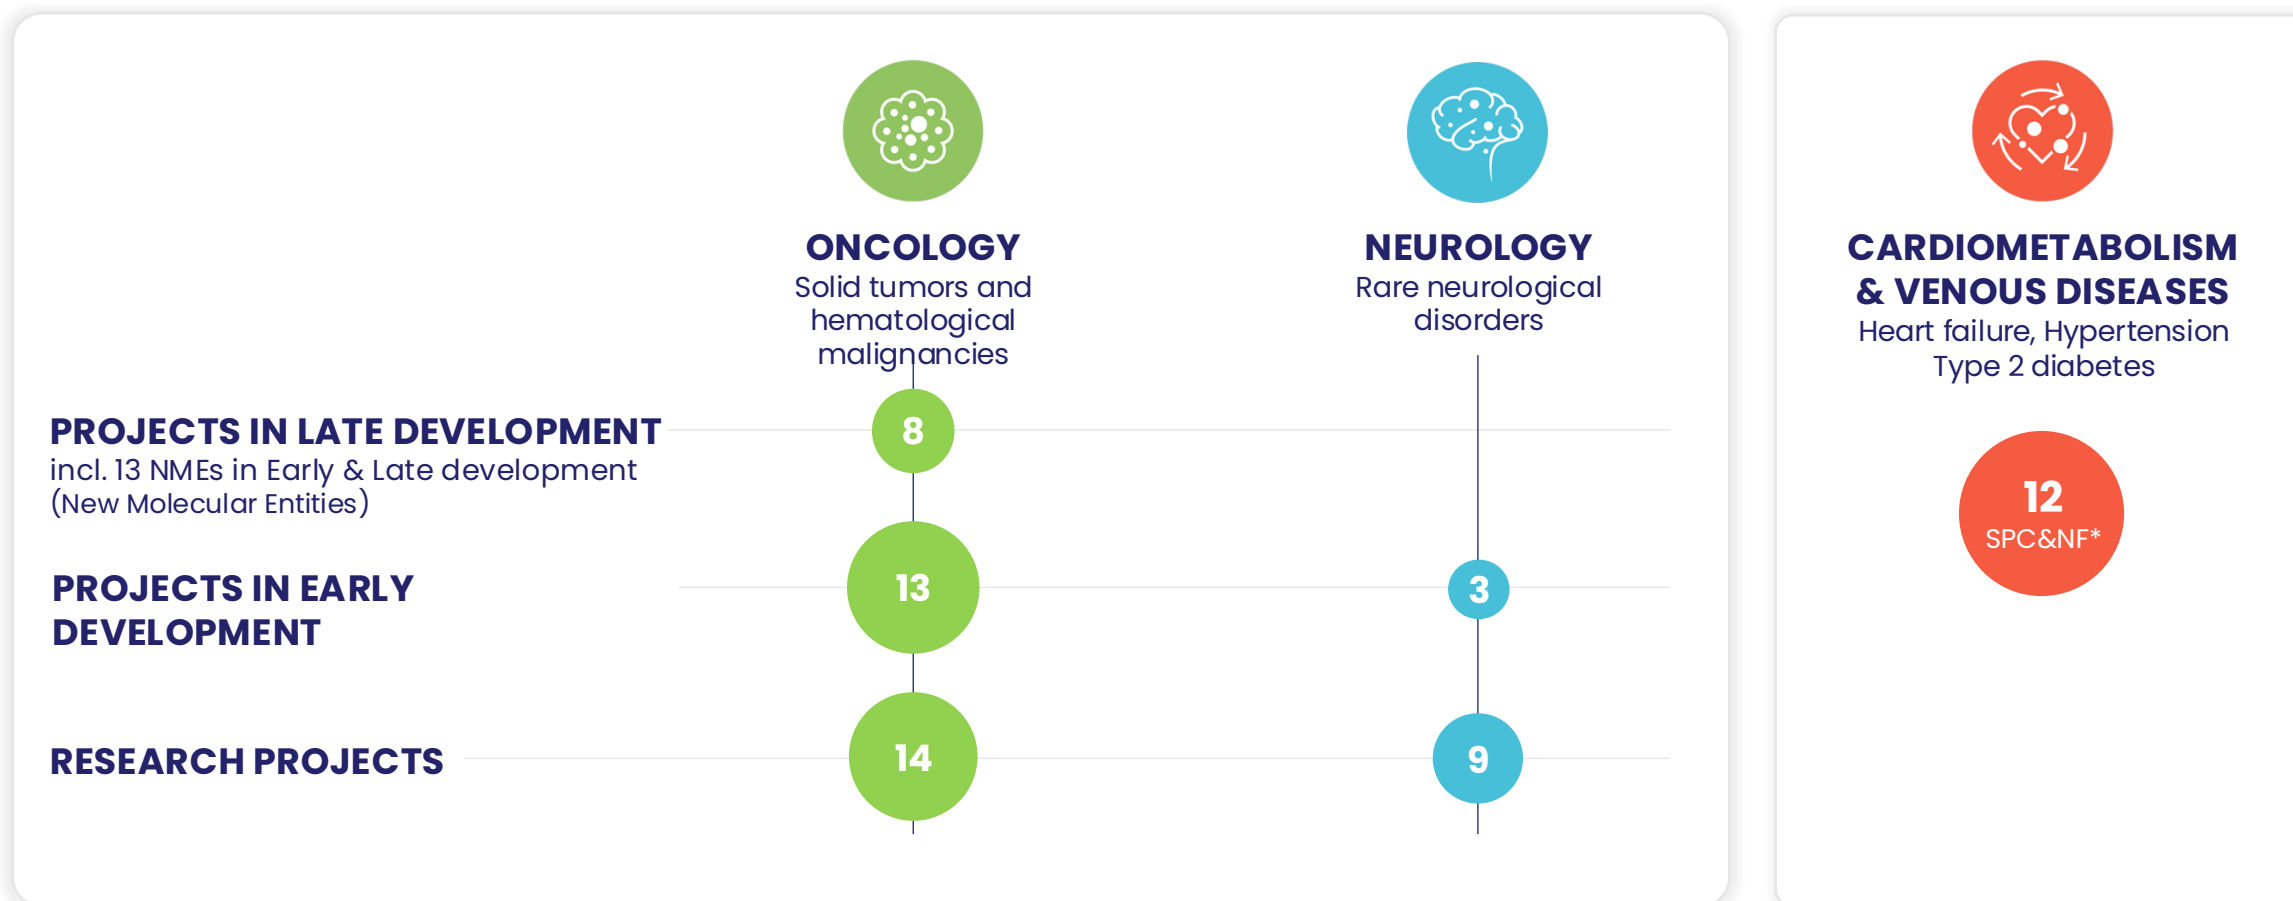 ONCOLOGY
Solid tumors and
hematological
malignancies
NEUROLOGY
Rare neurological
disorders
CARDIOMETABOLISM
& VENOUS DISEASES
Heart failure, Hypertension
Type 2 diabetes
PROJECTS IN LATE DEVELOPMENT
incl. 13 NMEs in Early & Late development
(New Molecular Entities)
8
12
SPC&NF*
PROJECTS IN EARLY
DEVELOPMENT
13
3
RESEARCH PROJECTS
14
9